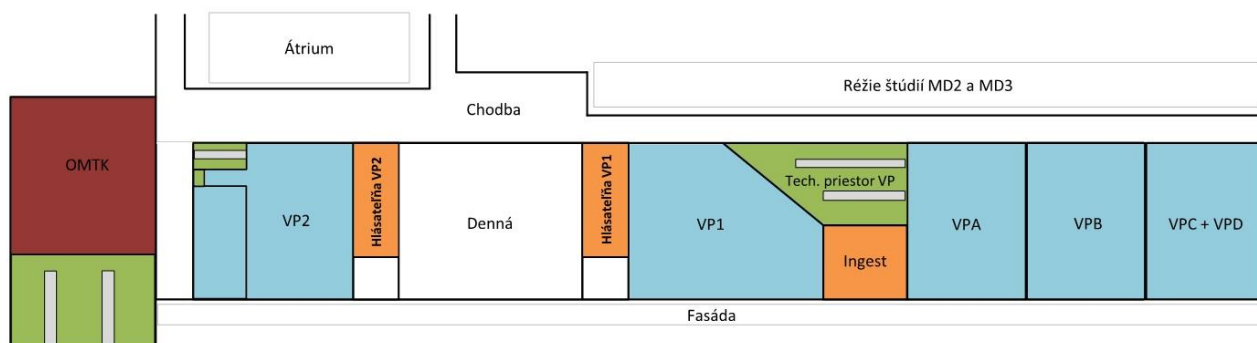 Átrium
Réžie štúdií MD2 a MD3
Chodba
OMTK
VP2
Hlásateľňa VP2
Denná
Hlásateľňa VP1
VP1
Tech. priestor VP
Ingest
VPA
VPB
VPC + VPD
Fasáda